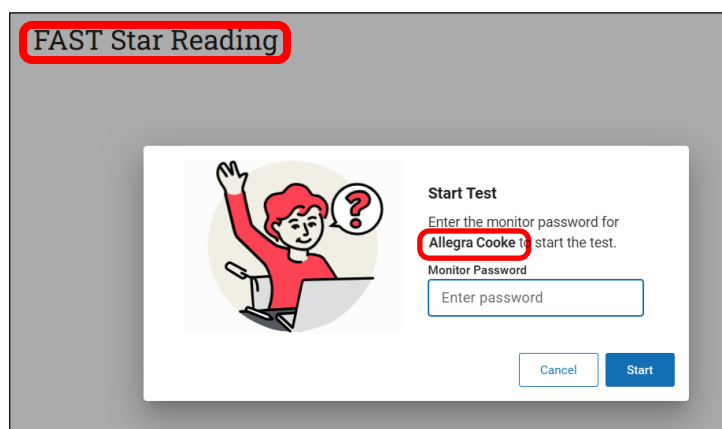 FAST Star Reading
Start Test
Enter the monitor password for
Allegra Cooke to start the test.
Monitor Password
Enter password
Cancel
Start